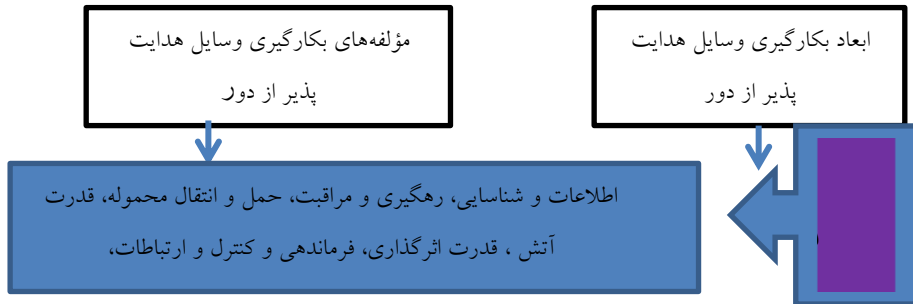 ابعاد بکارگیری وسایل هدایت
پذیر از دور
مؤلفه‌های بکارگیری وسایل هدایت
پذیر از دور
اطلاعات و شناسایی، رهگیری و مراقبت، حمل و انتقال محموله، قدرت
آتش ، قدرت اثرگذاری، فرماندهی و کنترل و ارتباطات،